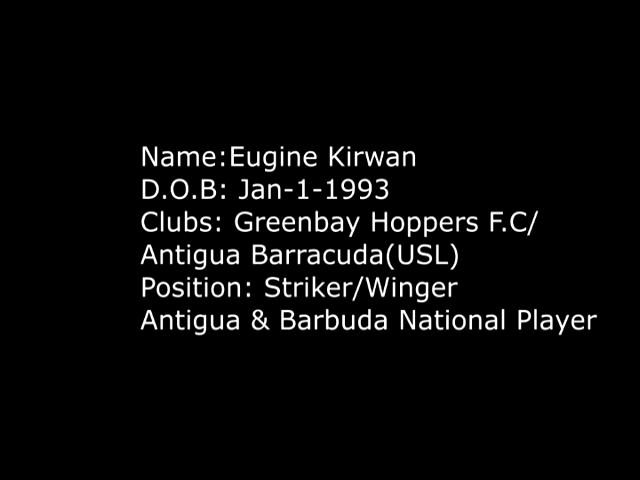 Name:Eugine Kirwan
D.O.B: Jan-1-1993
Clubs: Greenbay Hoppers F.C/
Antigua Barracuda(USL)
Position: Striker/Winger
Antigua & Barbuda National Player